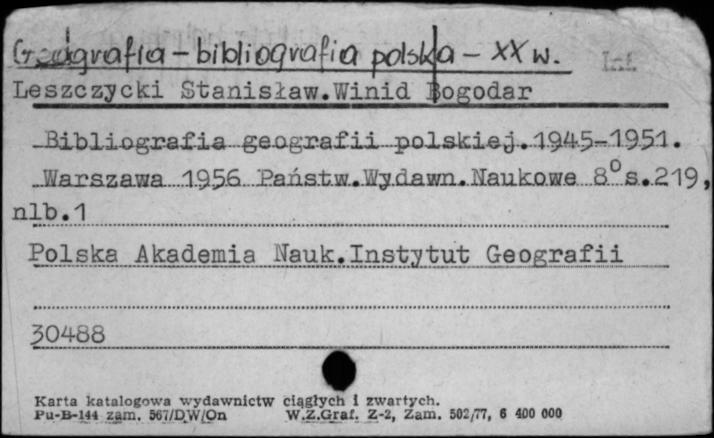 Geografia – bibliografia polska – XX w. Inf.
Leszczycki Stanisław.Winid Bogodar
Bibliografia geografii polskiej.1945-1951.
Warszawa 1956 Państw.Wydawn.Naukowe 8° s.219,
nlb.1
Polska Akademia Nauk.Instytut Geografii
30488
Karta katalogowa wydawnictw ciągłych i zwartych.
Pu-B-144 zam. 567/D.W/On W.Z.Graf. Z-2, Zam. 502/77, 6 400 000